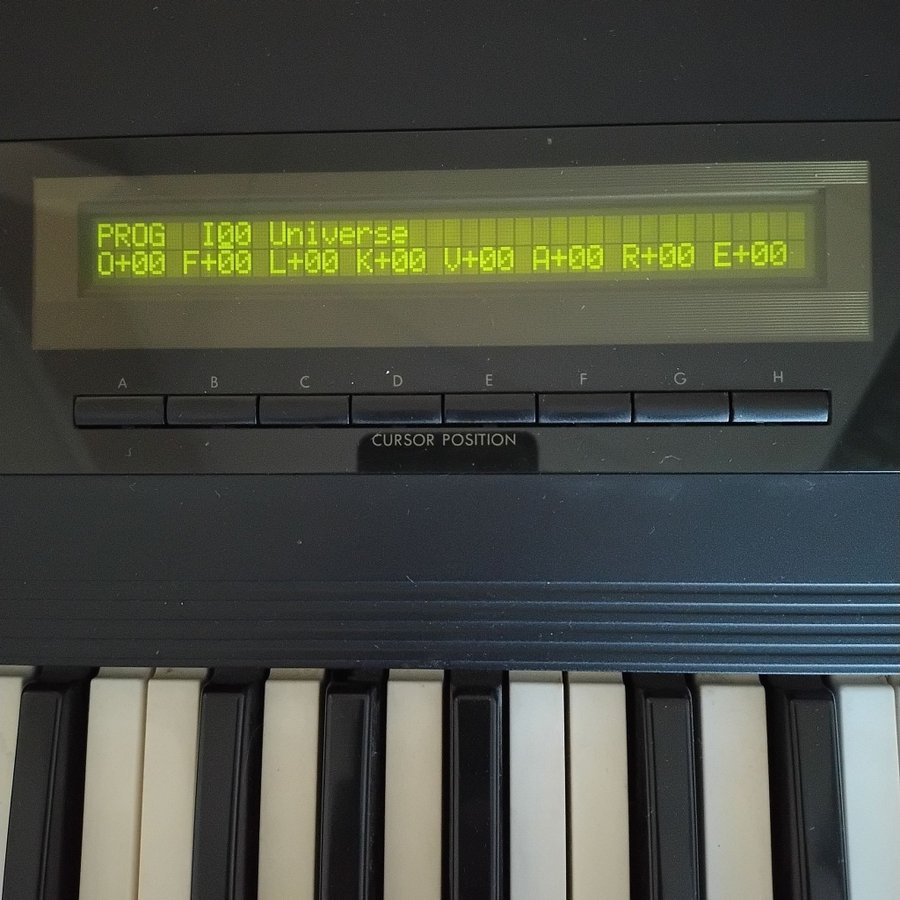 PROG I00 Universe
O+00 F+00 L+00 K+00 V+00 A+00 R+00 E+00
A B C D E F G H
CURSOR POSITION